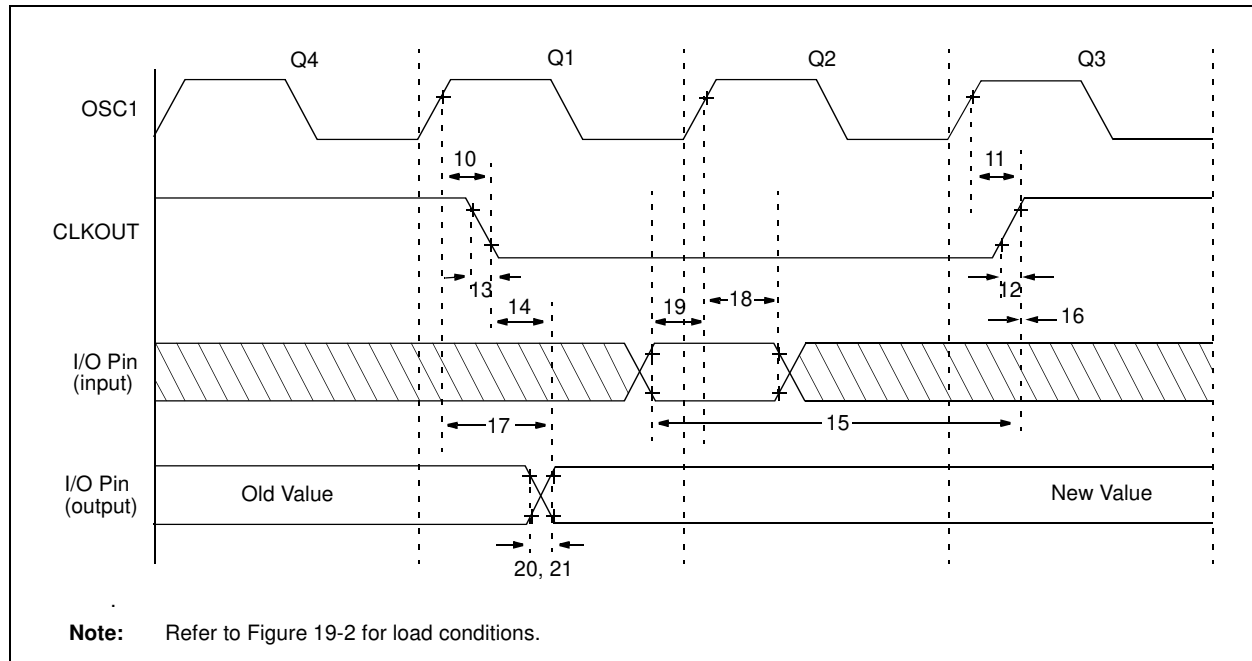 Q4 Q1 Q2 Q3
OSC1
10 11
CLKOUT
13 12
14 19 18 16
I/O Pin
(input)
17 15
I/O Pin
(output)
Old Value New Value
20, 21
Note: Refer to Figure 19-2 for load conditions.